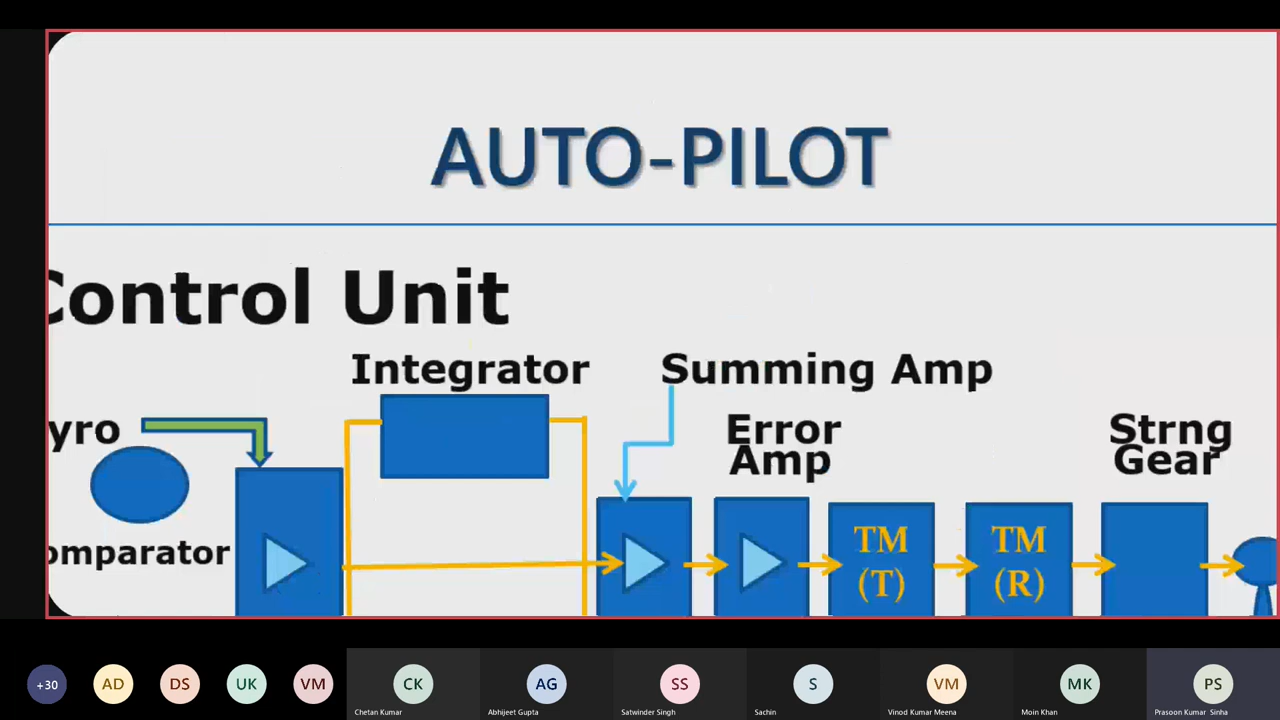 AUTO-PILOT
Control Unit
Integrator
Summing Amp
yro
Error
Amp
Strng
Gear
omparator
TM
(T)
TM
(R)
+30
AD
DS
UK
VM
CK
AG
SS
S
VM
MK
PS
Chetan Kumar
Abhijeet Gupta
Satwinder Singh
Sachin
Vinod Kumar Meena
Moin Khan
Prasoon Kumar Sinha